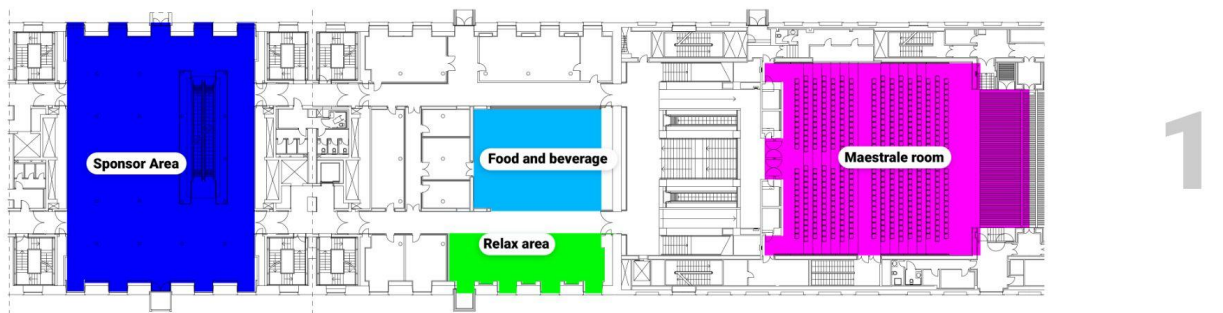 Sponsor Area
Food and beverage
Maestrale room
Relax area
1